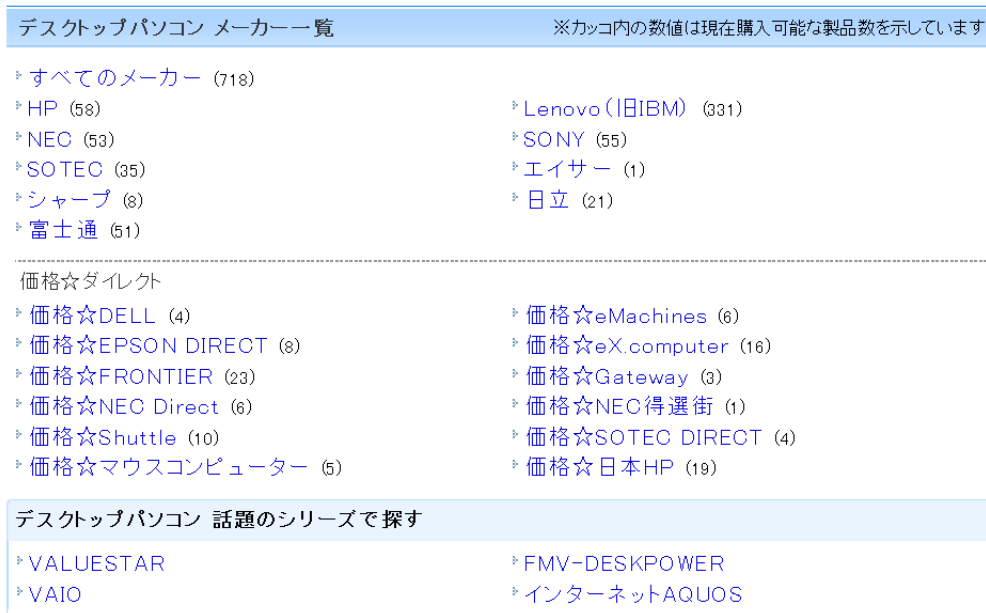 デスクトップパソコン メーカー一覧 ※カッコ内の数値は現在購入可能な製品数を示しています
すべてのメーカー (718)
HP (58) Lenovo(旧IBM) (331)
NEC (53) SONY (55)
SOTEC (35) エイサー (1)
シャープ (8) 日立 (21)
富士通 (51)
価格☆ダイレクト
価格☆DELL (4) 価格☆eMachines (6)
価格☆EPSON DIRECT (8) 価格☆eX.computer (16)
価格☆FRONTIER (23) 価格☆Gateway (3)
価格☆NEC Direct (6) 価格☆NEC得選街 (1)
価格☆Shuttle (10) 価格☆SOTEC DIRECT (4)
価格☆マウスコンピューター (5) 価格☆日本HP (19)
デスクトップパソコン 話題のシリーズで探す
VALUESTAR FMV-DESKPOWER
VAIO インターネットAQUOS